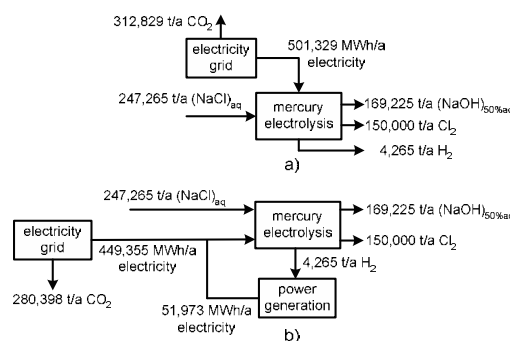 312,829 t/a CO2
electricity
grid
501,329 MWh/a
electricity
247,265 t/a (NaCl)aq
mercury
electrolysis
169,225 t/a (NaOH)50%aq
150,000 t/a Cl2
4,265 t/a H2
a)
247,265 t/a (NaCl)aq
mercury
electrolysis
169,225 t/a (NaOH)50%aq
150,000 t/a Cl2
electricity
grid
449,355 MWh/a
electricity
4,265 t/a H2
280,398 t/a CO2
51,973 MWh/a
electricity
power
generation
b)